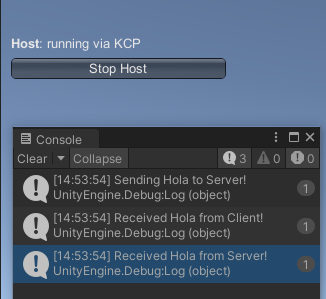 Host: running via KCP
Stop Host
Console
Clear Collapse 3 0 0
[14:53:54] Sending Hola to Server!
UnityEngine.Debug:Log (object)
1
[14:53:54] Received Hola from Client!
UnityEngine.Debug:Log (object)
1
[14:53:54] Received Hola from Server!
UnityEngine.Debug:Log (object)
1